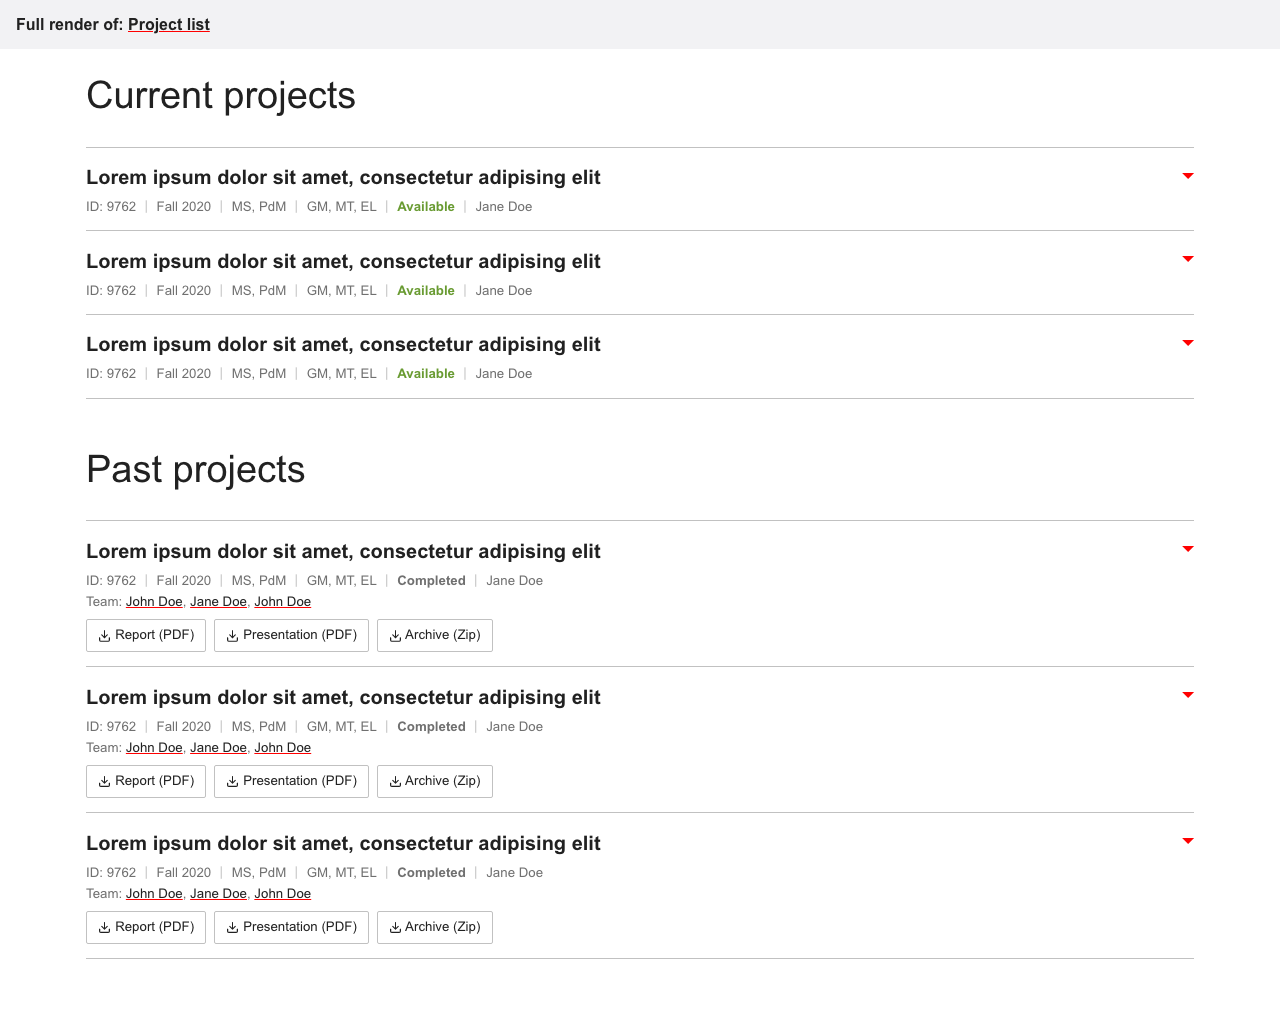 Full render of: Project list
Current projects
Lorem ipsum dolor sit amet, consectetur adipising elit
ID: 9762 | Fall 2020 | MS, PdM | GM, MT, EL | Available | Jane Doe
Lorem ipsum dolor sit amet, consectetur adipising elit
ID: 9762 | Fall 2020 | MS, PdM | GM, MT, EL | Available | Jane Doe
Lorem ipsum dolor sit amet, consectetur adipising elit
ID: 9762 | Fall 2020 | MS, PdM | GM, MT, EL | Available | Jane Doe
Past projects
Lorem ipsum dolor sit amet, consectetur adipising elit
ID: 9762 | Fall 2020 | MS, PdM | GM, MT, EL | Completed | Jane Doe
Team: John Doe, Jane Doe, John Doe
Report (PDF) Presentation (PDF) Archive (Zip)
Lorem ipsum dolor sit amet, consectetur adipising elit
ID: 9762 | Fall 2020 | MS, PdM | GM, MT, EL | Completed | Jane Doe
Team: John Doe, Jane Doe, John Doe
Report (PDF) Presentation (PDF) Archive (Zip)
Lorem ipsum dolor sit amet, consectetur adipising elit
ID: 9762 | Fall 2020 | MS, PdM | GM, MT, EL | Completed | Jane Doe
Team: John Doe, Jane Doe, John Doe
Report (PDF) Presentation (PDF) Archive (Zip)